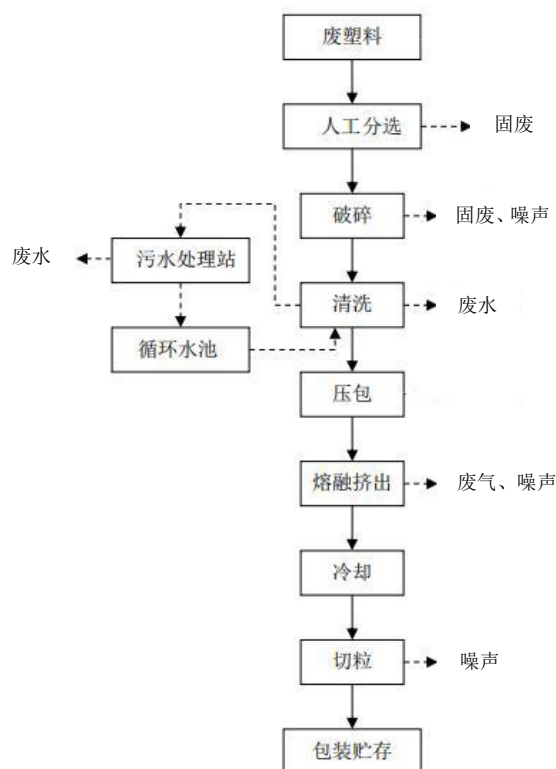 废塑料
人工分选
固废
破碎
固废、噪声
废水
污水处理站
清洗
废水
循环水池
压包
熔融挤出
废气、噪声
冷却
切粒
噪声
包装贮存